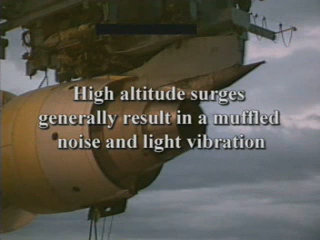 High altitude surges
generally result in a muffled
noise and light vibration